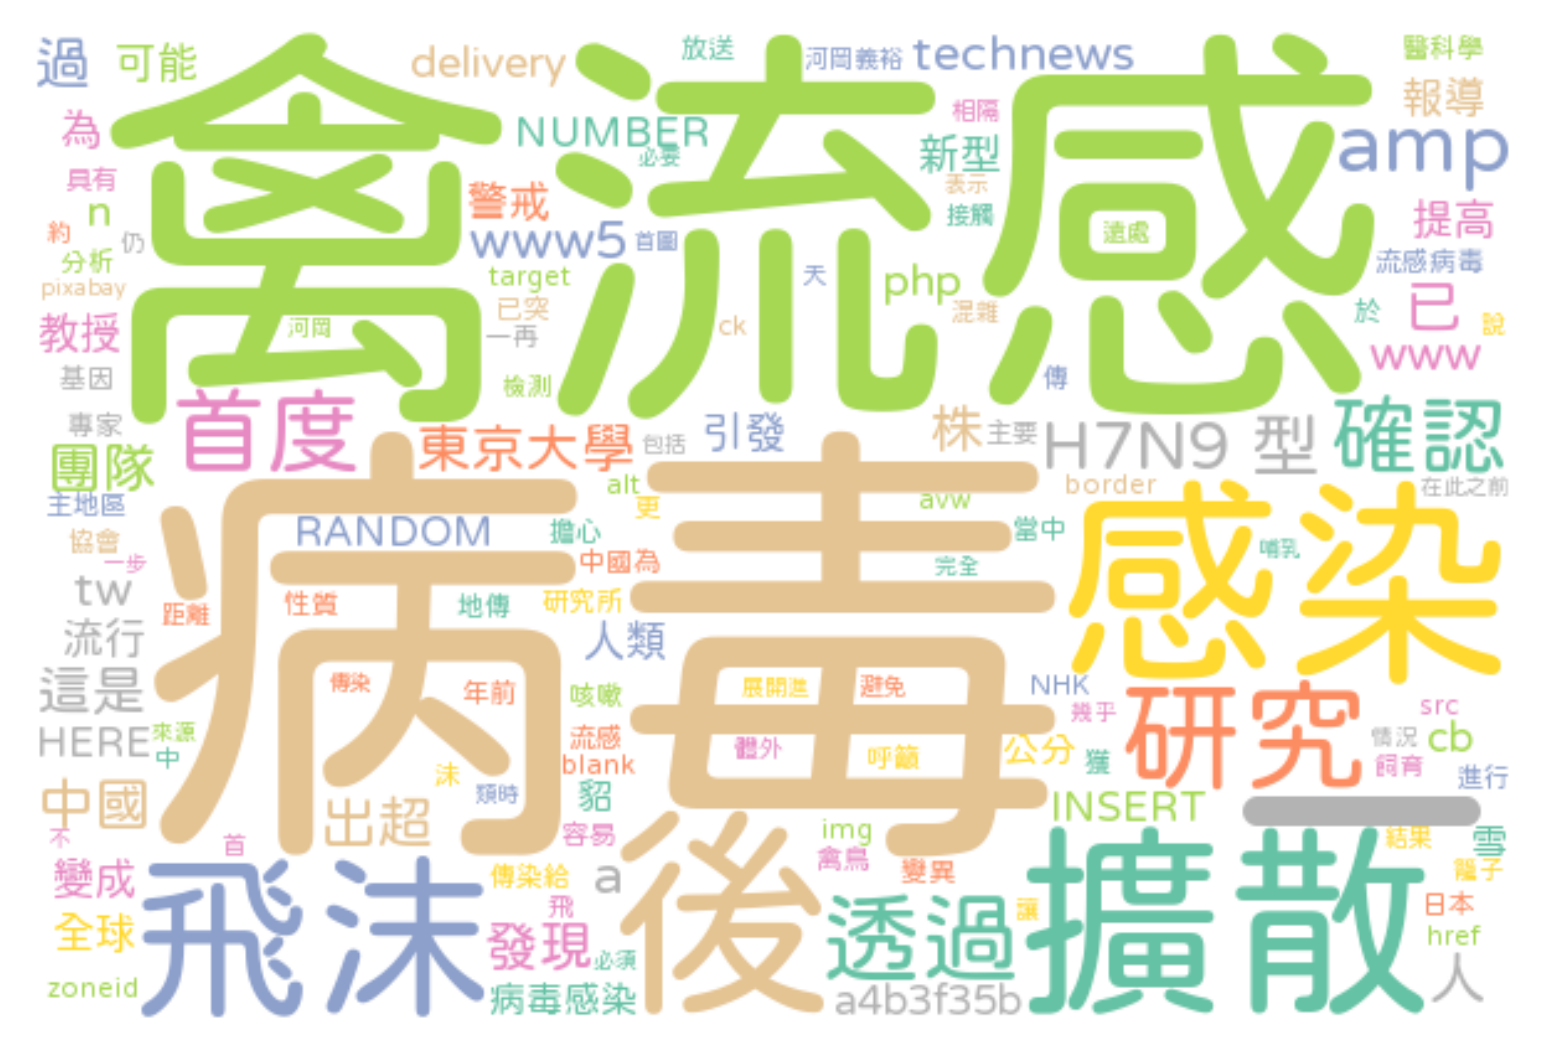 過 可能 delivery 放送 河岡義裕 technews 醫科學
禽流感
報導
為 NUMBER 相隔 amp
必要 新型
具有 警戒 表示
n 接觸 提高
約 仍 www5 首圖 遠處
分析 target 天 php 流感病毒
pixabay 已突 混雜 於 已 說
教授 河岡 一再 ck www
基因 檢測 傳
首度 專家 東京大學 包括 引發 株 主要 H7N9 型 確認
團隊 alt border 在此之前
病毒
主地區 更 avw
RANDOM 擔心 當中 感染
協會 一步 中國為 完全 哺乳
tw 距離 性質 地傳 研究所
流行 人類
這是 傳染 年前 咳嗽 展開進 避免 NHK 研究 src
HERE 來源 流感 體外 幾乎 情況 cb
中 沫 blank 呼籲 公分 獲 飼育 進行
中國 出超 類時 貂 INSERT 一
不 首 容易 img 結果 雪
變成 飛沫 傳染給 a 後 禽鳥 變異 擴散 籠子
全球 飛 發現 透過 讓 日本
必須 href
zoneid 病毒感染 a4b3f35b 人